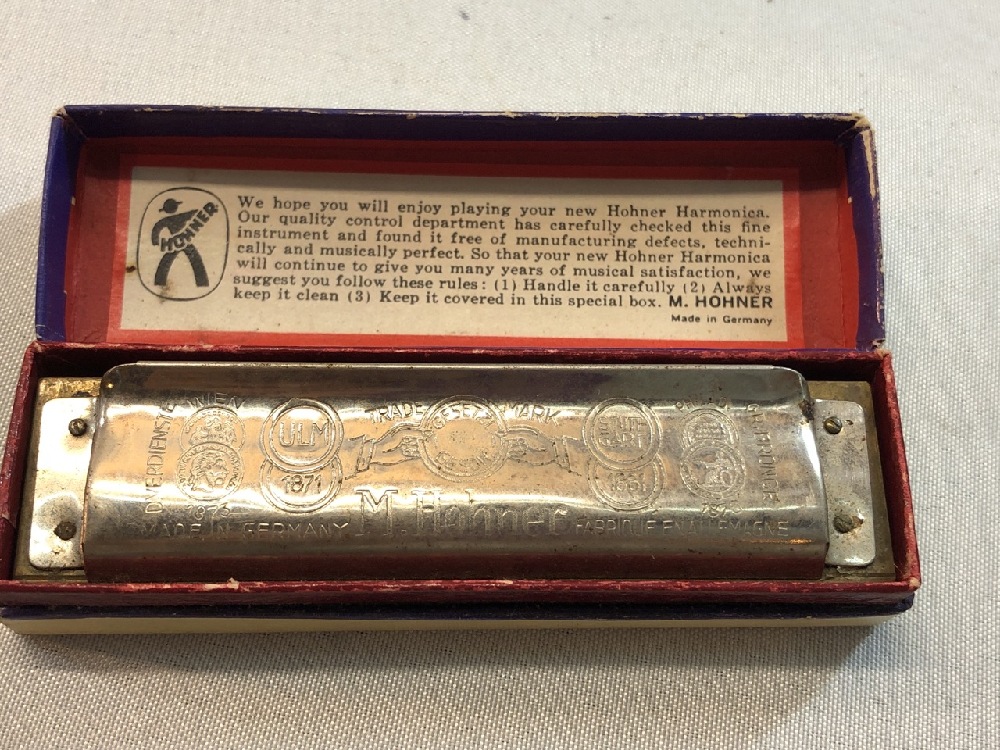 HOHNER
We hope you will enjoy playing your new Hohner Harmonica.
Our quality control department has carefully checked this fine
instrument and found it free of manufacturing defects, techni-
cally and musically perfect. So that your new Hohner Harmonica
will continue to give you many years of musical satisfaction, we
suggest you follow these rules: (1) Handle it carefully (2) Always
keep it clean (3) Keep it covered in this special box. M. HOHNER
Made in Germany
WIEN
ULM
TRADE MARK
1871
1881
1873
M. Hohner
MADE IN GERMANY
FABRIQUE EN ALLEMAGNE